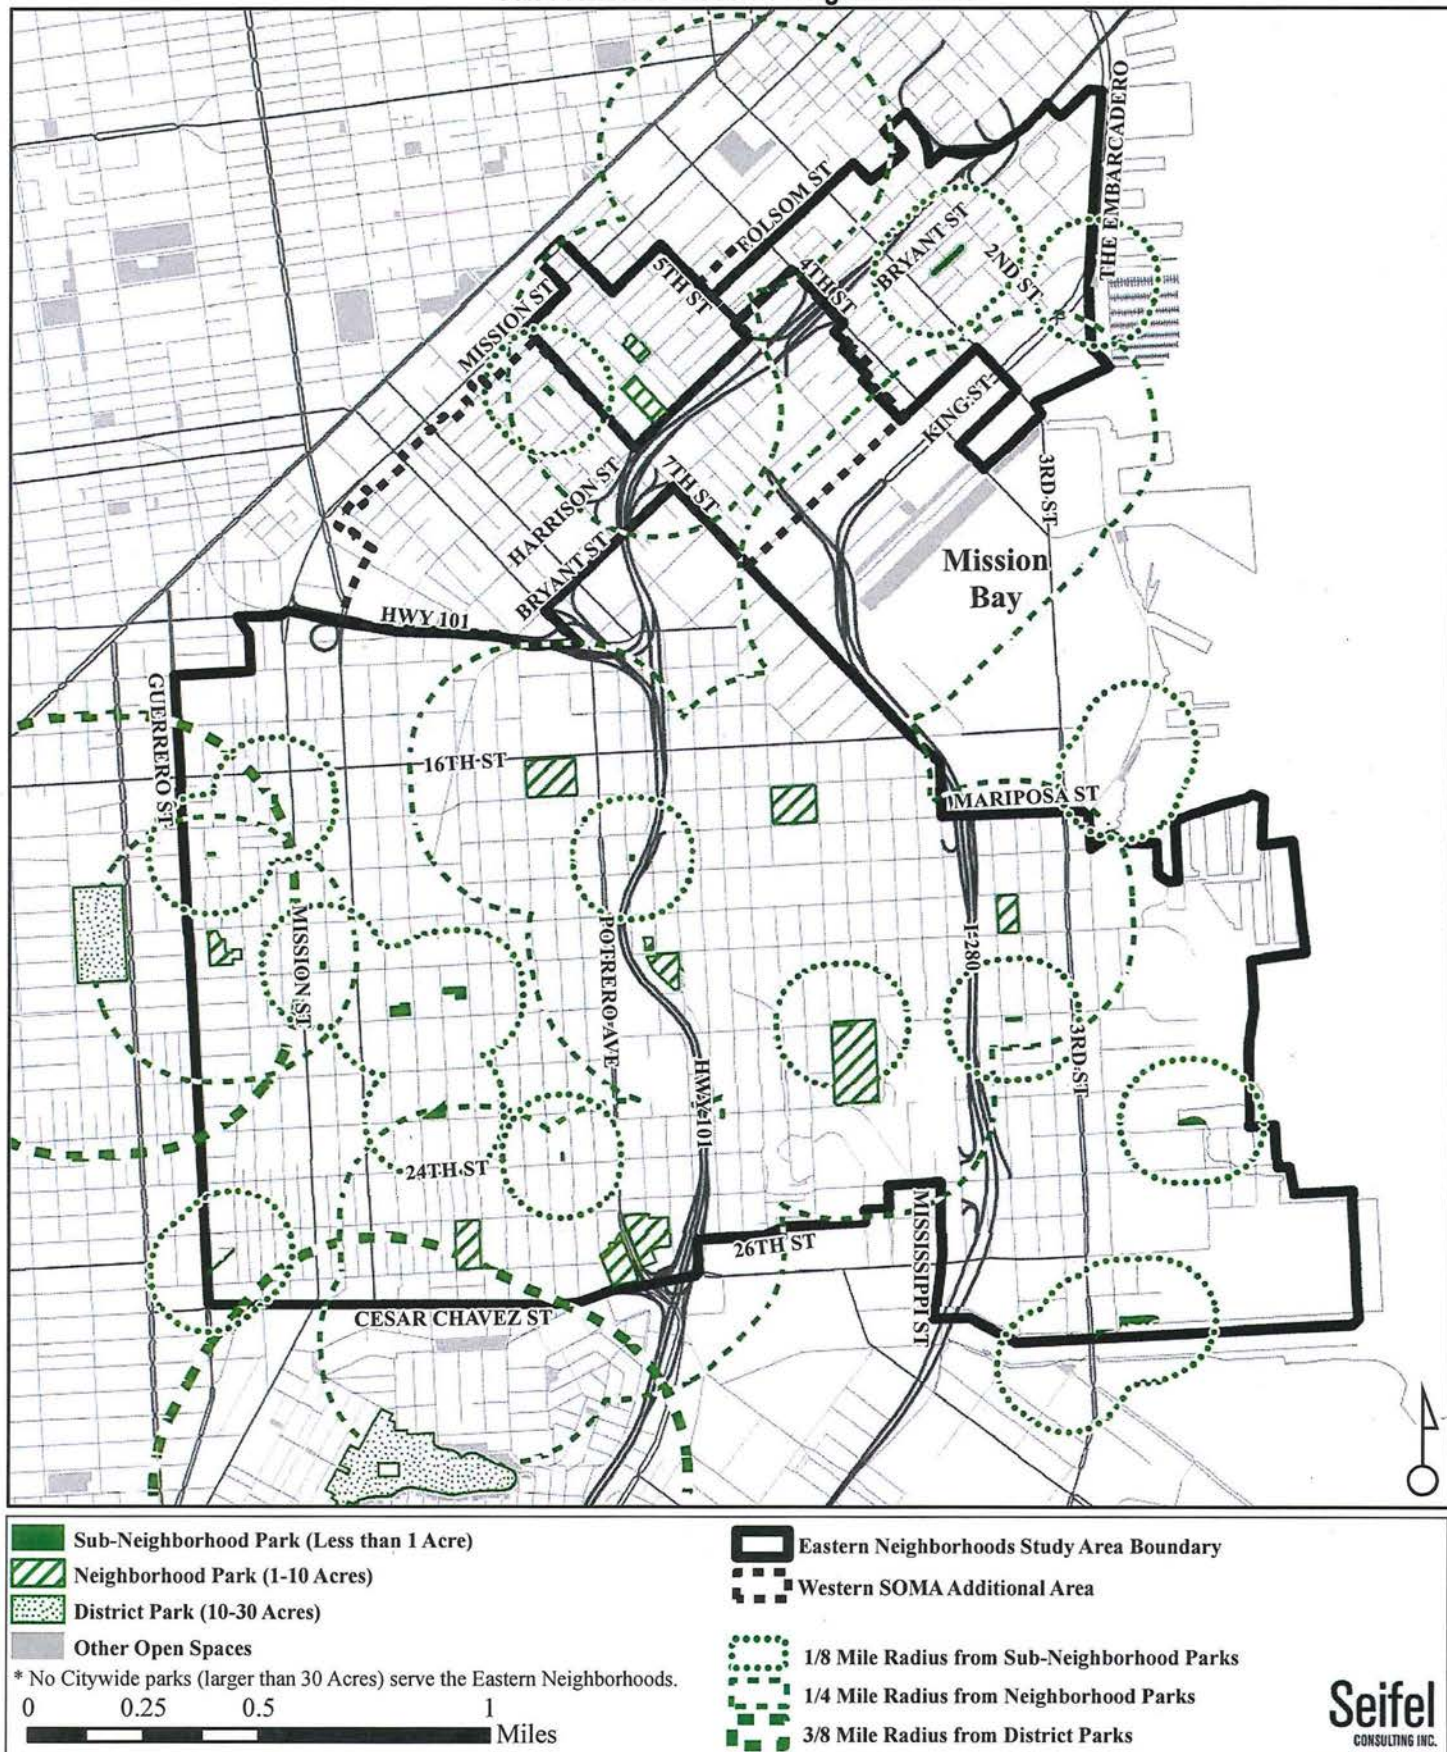 THE EMBARCADERO
FOLSOM ST
BRYANT ST
2ND ST
5TH ST
4TH ST
MISSION ST
KING ST
3RD ST
HARRISON ST
7TH ST
BRYANT ST
Mission
Bay
HWY 101
GUERRERO ST
16TH ST
MARIPOSA ST
MISSION ST
POTRERO AVE
I-280
3RD ST
HWY 101
24TH ST
MISSISSIPPI ST
26TH ST
CESAR CHAVEZ ST
Sub-Neighborhood Park (Less than 1 Acre)
Neighborhood Park (1-10 Acres)
District Park (10-30 Acres)
Other Open Spaces
* No Citywide parks (larger than 30 Acres) serve the Eastern Neighborhoods.
0 0.25 0.5 1
Miles
Eastern Neighborhoods Study Area Boundary
Western SOMA Additional Area
1/8 Mile Radius from Sub-Neighborhood Parks
1/4 Mile Radius from Neighborhood Parks
3/8 Mile Radius from District Parks
Seifel
CONSULTING INC.